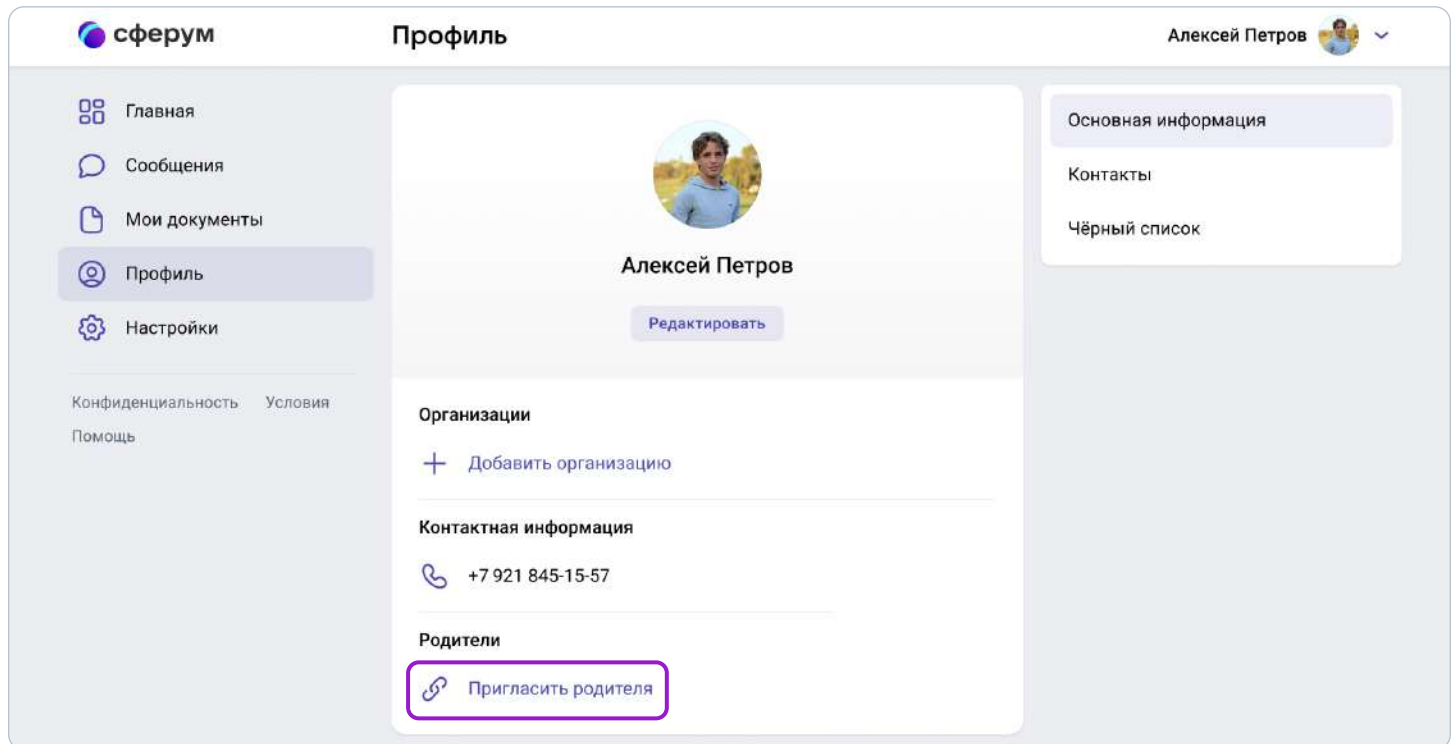 сферум
Профиль
Алексей Петров
Главная
Сообщения
Мои документы
Профиль
Настройки
Конфиденциальность Условия
Помощь
Алексей Петров
Редактировать
Организации
Добавить организацию
Контактная информация
+7 921 845-15-57
Родители
Пригласить родителя
Основная информация
Контакты
Чёрный список